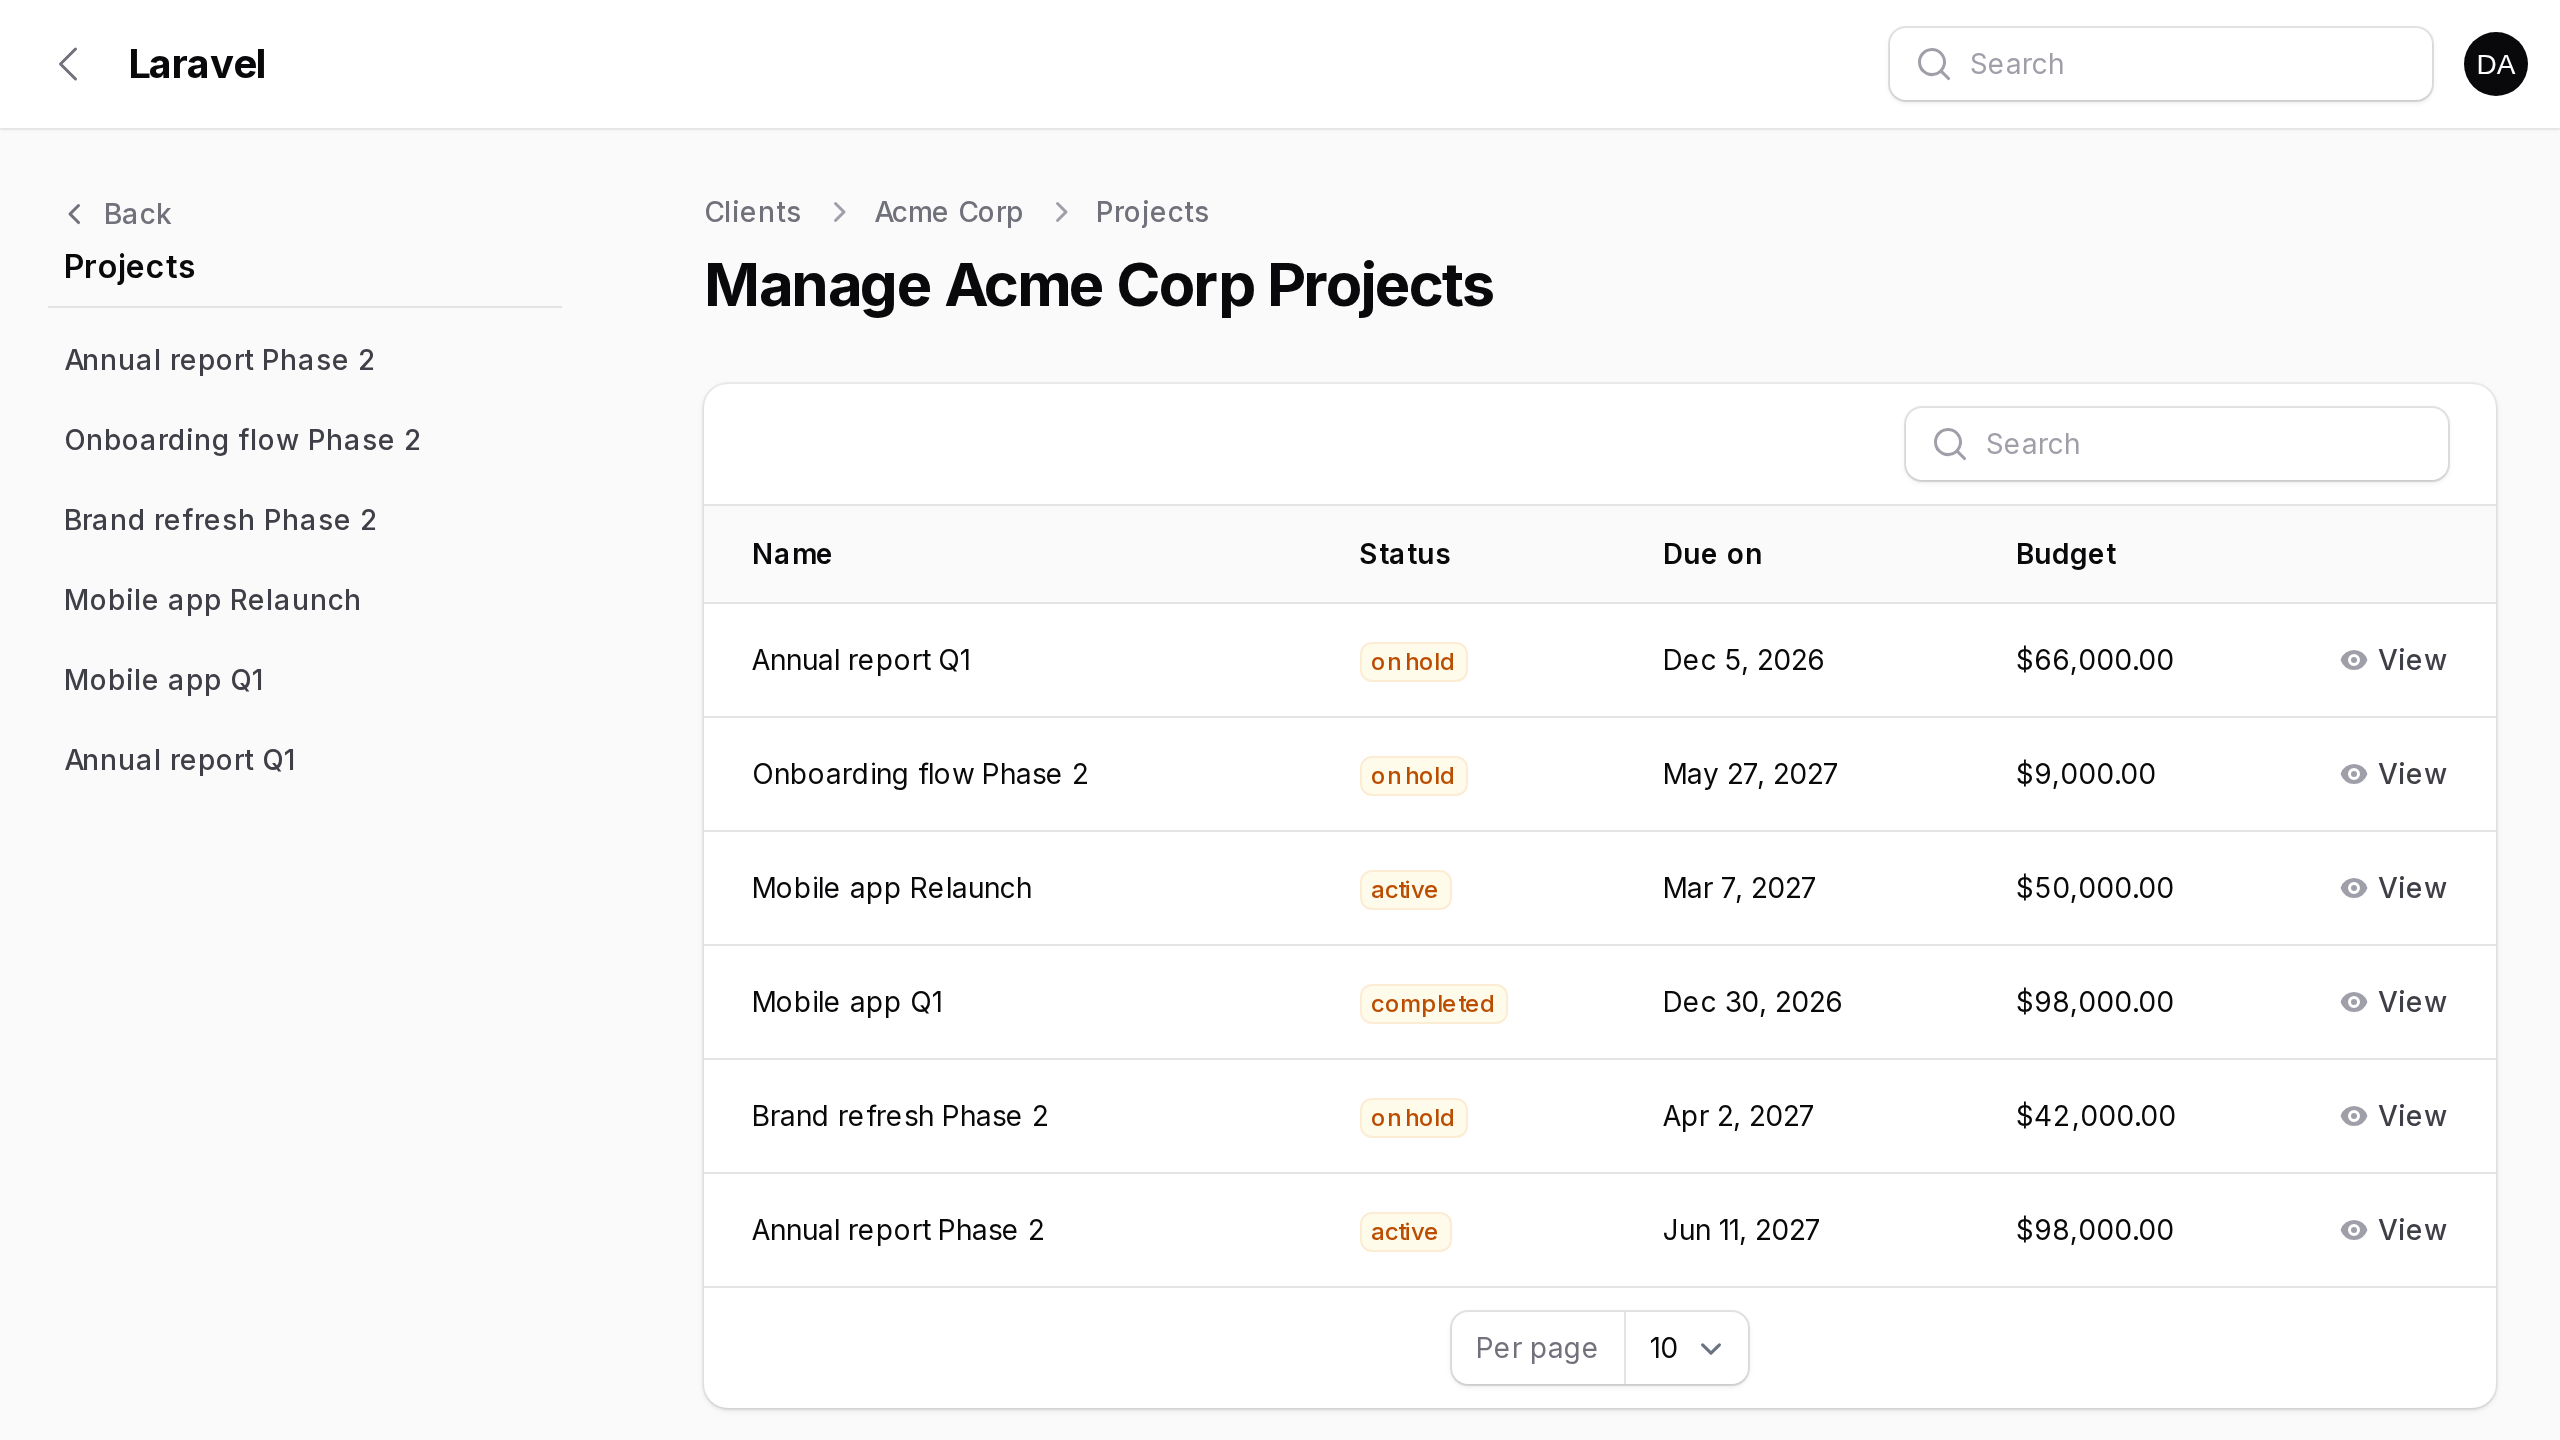 Laravel
Search
DA
Back
Projects
Annual report Phase 2
Onboarding flow Phase 2
Brand refresh Phase 2
Mobile app Relaunch
Mobile app Q1
Annual report Q1
Clients Acme Corp Projects
Manage Acme Corp Projects
Search
Name Status Due on Budget
Annual report Q1 on hold Dec 5, 2026 $66,000.00 View
Onboarding flow Phase 2 on hold May 27, 2027 $9,000.00 View
Mobile app Relaunch active Mar 7, 2027 $50,000.00 View
Mobile app Q1 completed Dec 30, 2026 $98,000.00 View
Brand refresh Phase 2 on hold Apr 2, 2027 $42,000.00 View
Annual report Phase 2 active Jun 11, 2027 $98,000.00 View
Per page 10